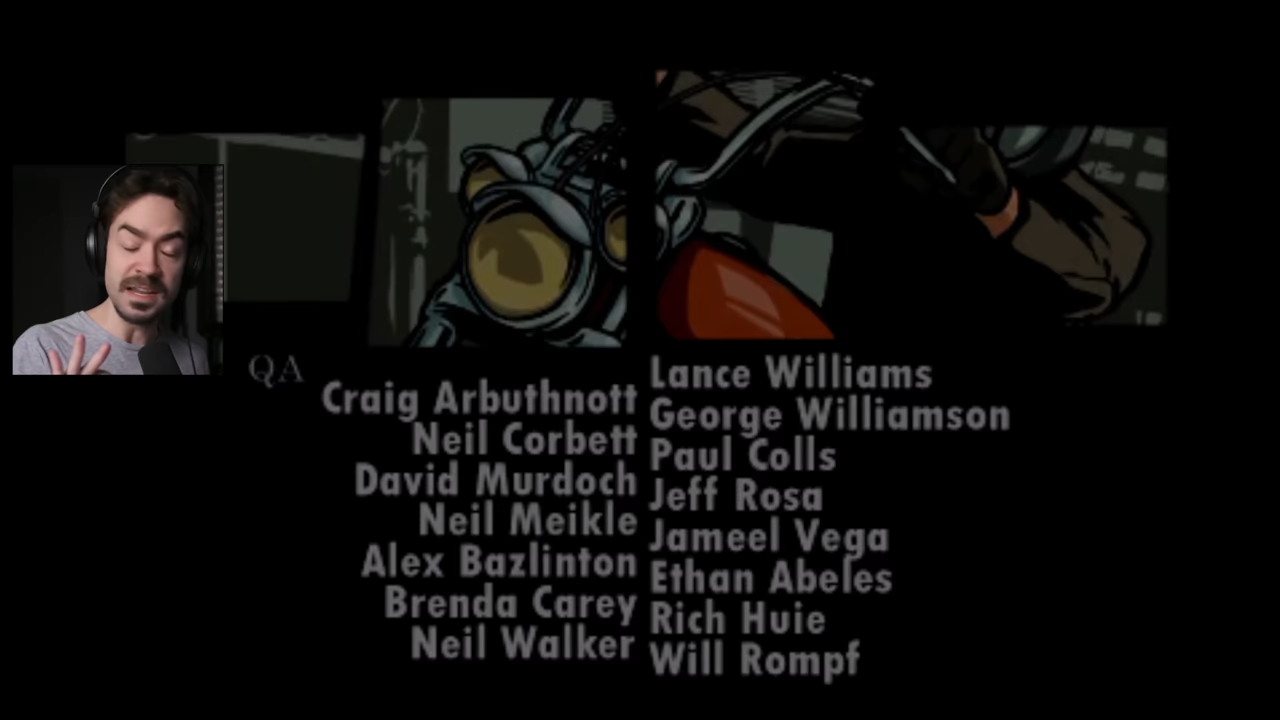 QA
Craig Arbuthnott
Neil Corbett
David Murdoch
Neil Meikle
Alex Bazlinton
Brenda Carey
Neil Walker
Lance Williams
George Williamson
Paul Colls
Jeff Rosa
Jameel Vega
Ethan Abeles
Rich Huie
Will Rompf